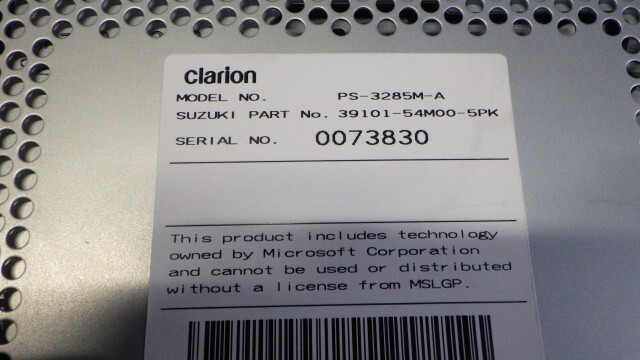 clarion
MODEL NO. PS-3285M-A
SUZUKI PART No. 39101-54M00-5PK
SERIAL NO. 0073830
This product includes technology
owned by Microsoft Corporation
and cannot be used or distributed
without a license from MSLGP.